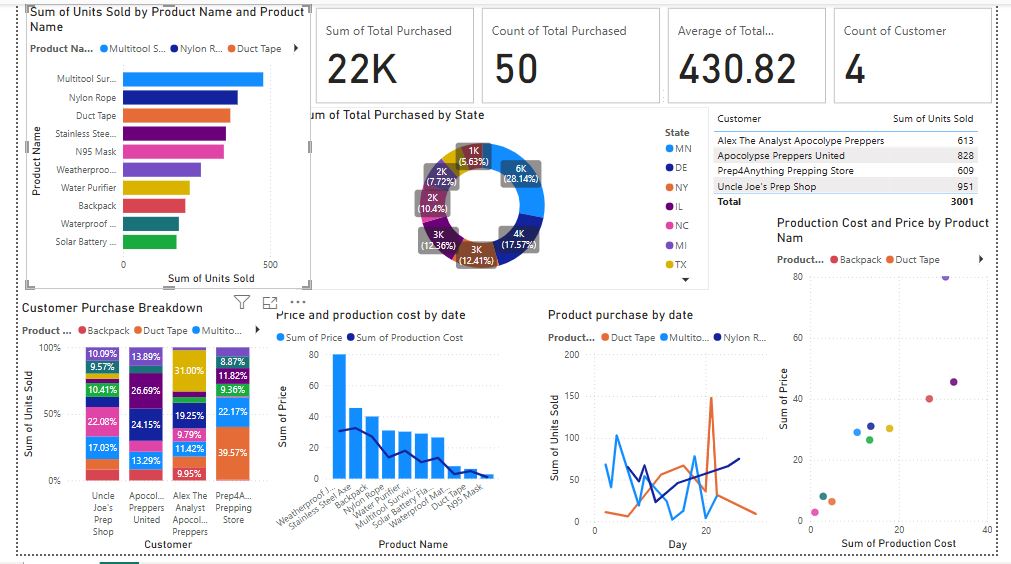 Sum of Units Sold by Product Name and Product
Name
Product Na... Multitool S... Nylon R... Duct Tape
Product Name
Multitool Sur...
Nylon Rope
Duct Tape
Stainless Stee...
N95 Mask
Weatherproo...
Water Purifier
Backpack
Waterproof ...
Solar Battery ...
0 500
Sum of Units Sold
Sum of Total Purchased
22K
Count of Total Purchased
50
Average of Total...
430.82
Count of Customer
4
um of Total Purchased by State
6K
(28.14%)
4K
(17.57%)
3K
(12.41%)
3K
(12.36%)
2K
(10.4%)
2K
(7.72%)
1K
(5.63%)
State
MN
DE
NY
IL
NC
MI
TX
Customer Sum of Units Sold
Alex The Analyst Apocolype Preppers 613
Apocolypse Preppers United 828
Prep4Anything Prepping Store 609
Uncle Joe's Prep Shop 951
Total 3001
Customer Purchase Breakdown
Product ... Backpack Duct Tape Multito...
Sum of Units Sold
100%
50%
0%
10.09%
9.57%
10.41%
22.08%
17.03%
13.89%
26.69%
24.15%
13.29%
31.00%
19.25%
9.79%
11.42%
9.95%
8.87%
11.82%
9.36%
22.17%
39.57%
Uncle
Joe's
Prep
Shop
Apocol...
Preppers
United
Alex The
Analyst
Apocol...
Preppers
Prep4A...
Prepping
Store
Customer
Price and production cost by date
Sum of Price Sum of Production Cost
Sum of Price
80
60
40
20
0
Weatherproof J...
Stainless Steel Axe
Backpack
Nylon Rope
Water Purifier
Multitool Survivi...
Solar Battery Fla...
Waterproof Mat...
Duct Tape
N95 Mask
Product Name
Product purchase by date
Product... Duct Tape Multito... Nylon R...
Sum of Units Sold
200
150
100
50
0
0 20
Day
Production Cost and Price by Product
Nam
Product... Backpack Duct Tape
Sum of Price
80
60
40
20
0
0 20 40
Sum of Production Cost